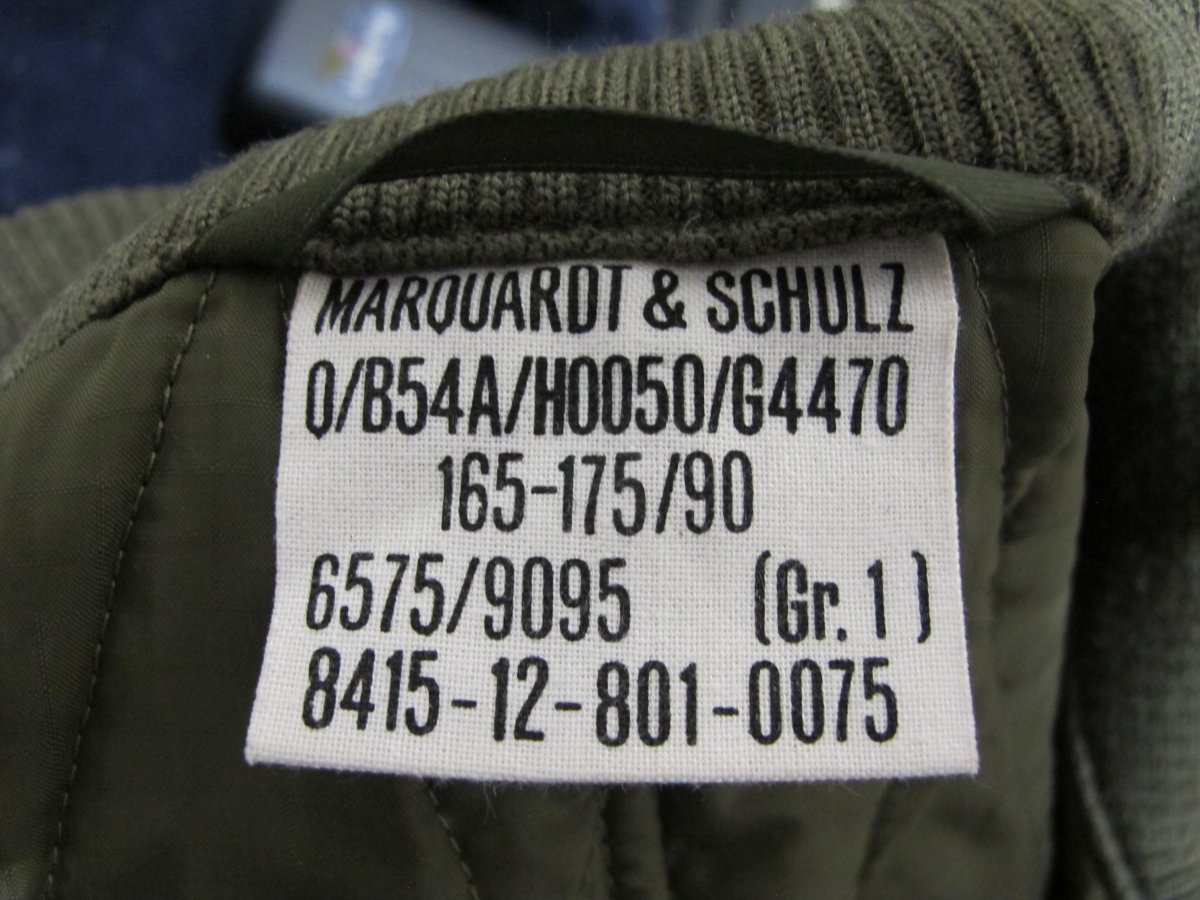 MARQUARDT & SCHULZ
Q/B54A/H0050/G4470
165-175/90
6575/9095 (Gr. 1)
8415-12-801-0075